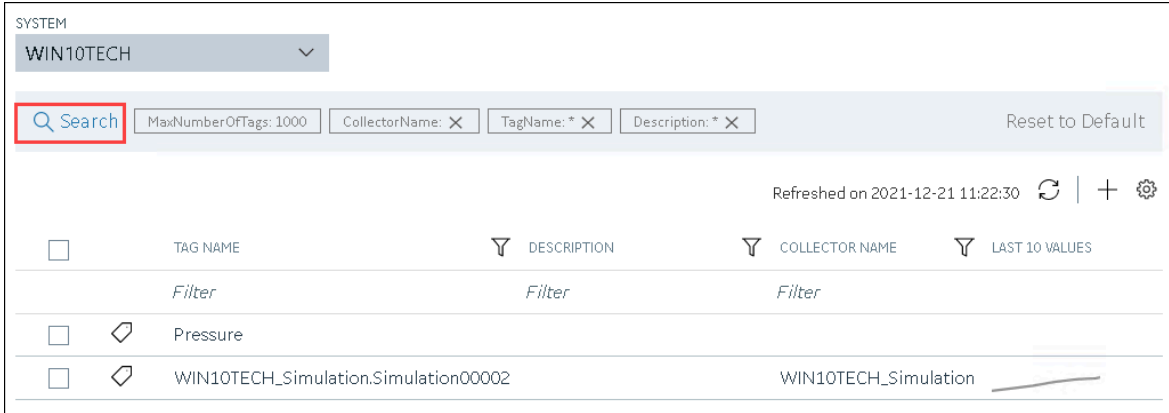 SYSTEM
WIN10TECH
Search MaxNumberOfTags: 1000 CollectorName: TagName: * Description: * Reset to Default
Refreshed on 2021-12-21 11:22:30
TAG NAME DESCRIPTION COLLECTOR NAME LAST 10 VALUES
Filter Filter Filter
Pressure
WIN10TECH_Simulation.Simulation00002 WIN10TECH_Simulation